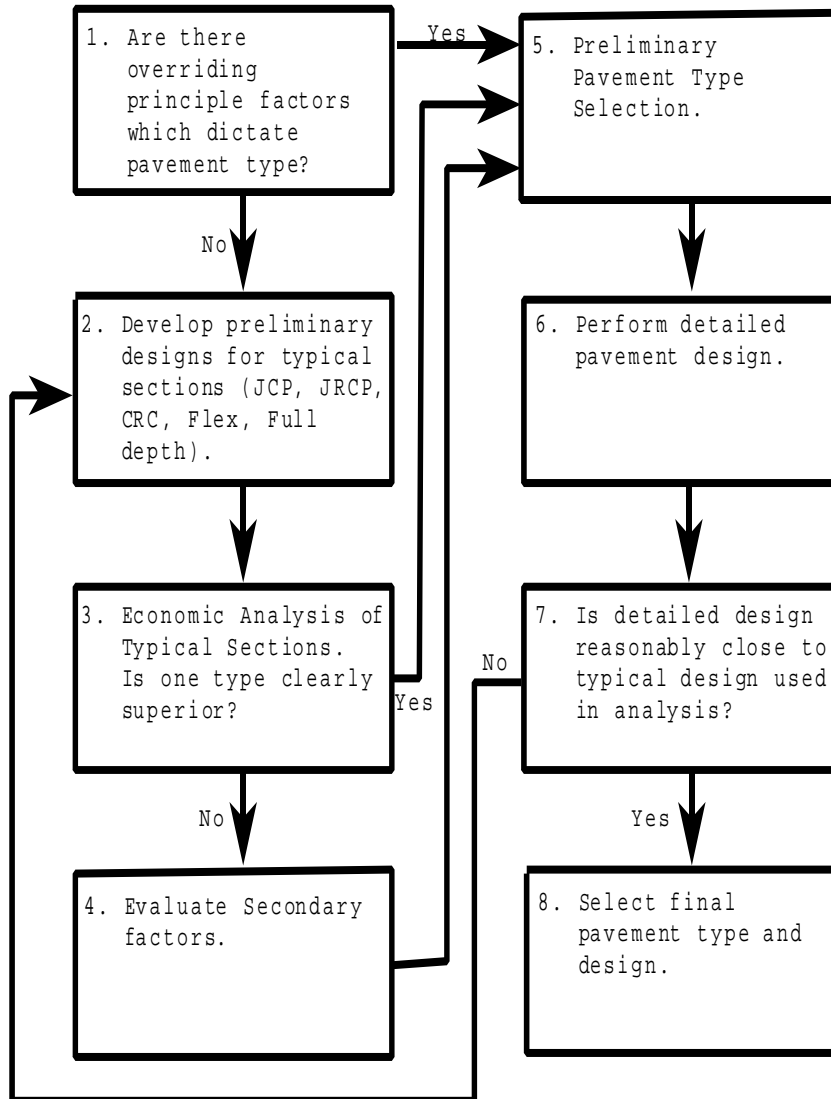 1. Are there
overriding
principle factors
which dictate
pavement type?
Yes
No
2. Develop preliminary
designs for typical
sections (JCP, JRCP,
CRC, Flex, Full
depth).
3. Economic Analysis of
Typical Sections.
Is one type clearly
superior?
Yes
No
4. Evaluate Secondary
factors.
5. Preliminary
Pavement Type
Selection.
6. Perform detailed
pavement design.
7. Is detailed design
reasonably close to
typical design used
in analysis?
No
Yes
8. Select final
pavement type and
design.